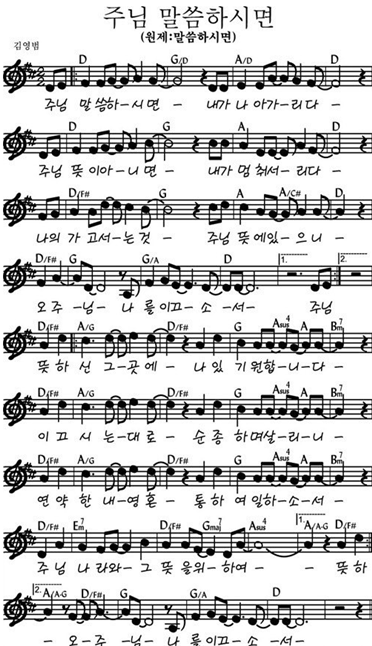 주님 말씀하시면
(원제:말씀하시면)
김영범
D G/D A/D D
주님 말씀하-시면- 내가 나 아가-리다-
D G A D
주님 뜻 이아-니면- 내가 멈 춰서-리다-
D/F# G A A/C# D
나의 가 고서-는것- 주님 뜻 에있-으니-
D/F# G D G/A D 1. 2.
오 주-님- 나 를이끄-소-서- 주님
D/F# A/G D/F# G Asus4 A Bm7
뜻 하 신 그-곳에- 나있 기원합-니다-
D/F# A/G D/F# G Asus4 A Bm7
이 끄 시 는-대로- 순종 하며살-리니-
D/F# A/G D/F# G Asus4 A Bm7
연 약 한 내-영혼- 통하 여일하-소서-
D/F# Em7 D/F# Gmaj7 Asus4 1. A(A-G) D/F#
주님 나라와- 그 뜻 을위-하여- - 뜻하
2. A(A/G) D/F# G D G/A D
- 오-주-님- 나 를이끄-소-서-